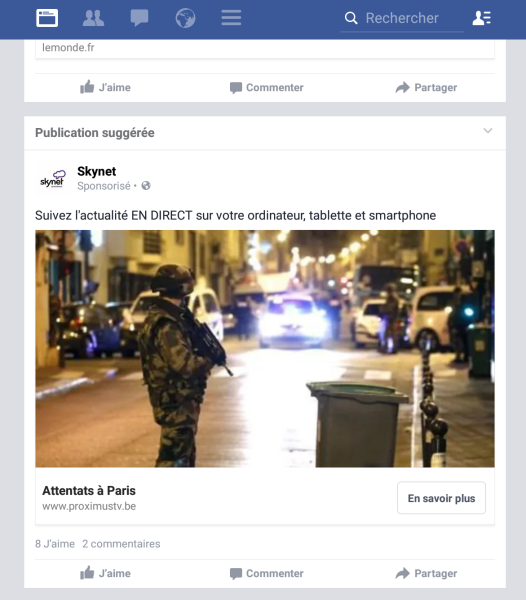 Rechercher
lemonde.fr
J'aime Commenter Partager
Publication suggérée
skynet
Skynet
Sponsorisé •
Suivez l'actualité EN DIRECT sur votre ordinateur, tablette et smartphone
Attentats à Paris
www.proximustv.be
En savoir plus
8 J'aime 2 commentaires
J'aime Commenter Partager